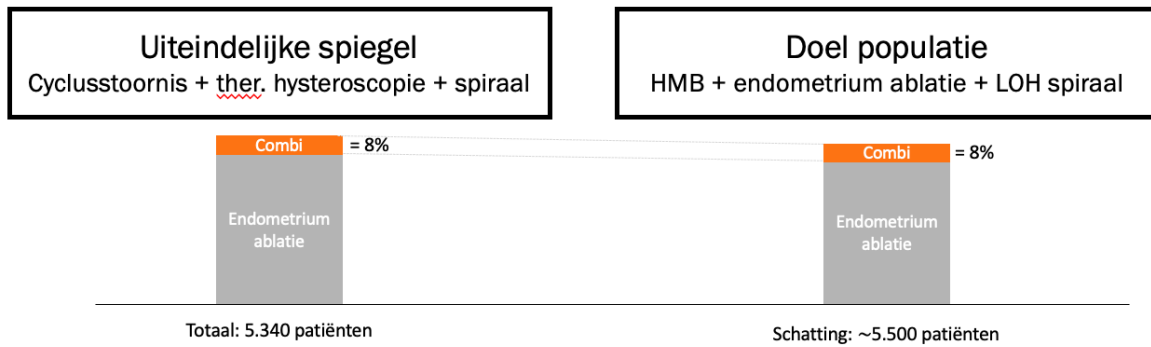 Uiteindelijke spiegel
Cyclusstoornis + ther. hysteroscopie + spiraal
Doel populatie
HMB + endometrium ablatie + LOH spiraal
Combi
= 8%
Endometrium
ablatie
Combi
= 8%
Endometrium
ablatie
Totaal: 5.340 patiënten
Schatting: ~5.500 patiënten